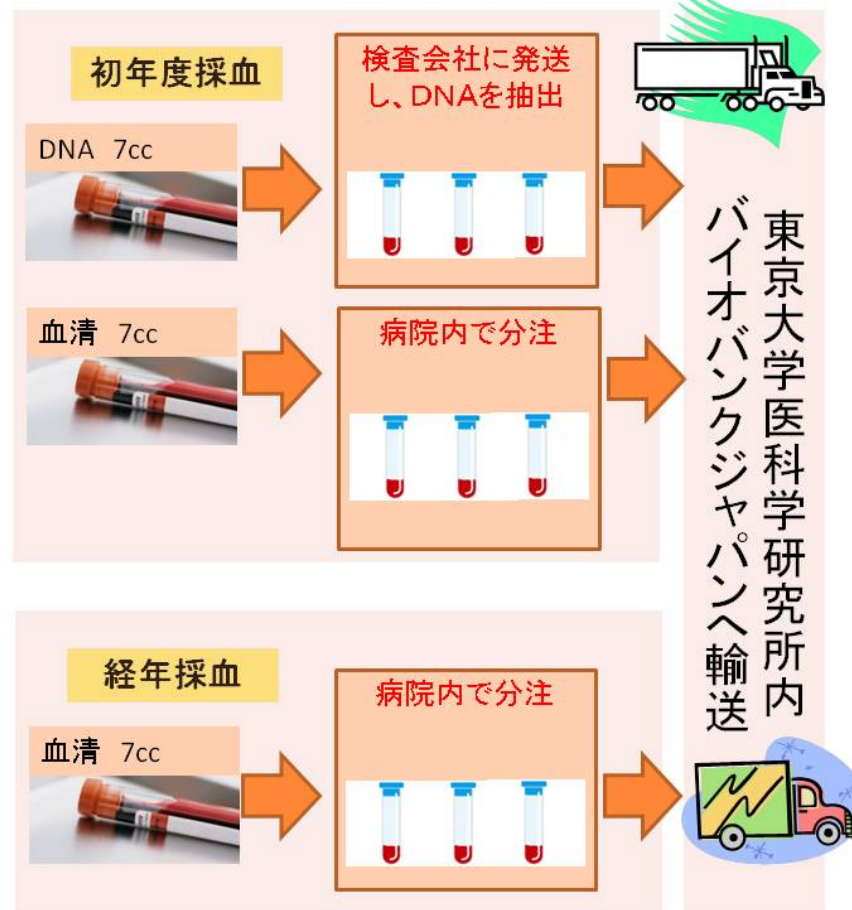 初年度採血
DNA 7cc
検査会社に発送
し、DNAを抽出
血清 7cc
病院内で分注
経年採血
血清 7cc
病院内で分注
東京大学医科学研究所内
バイオバンクジャパンへ輸送